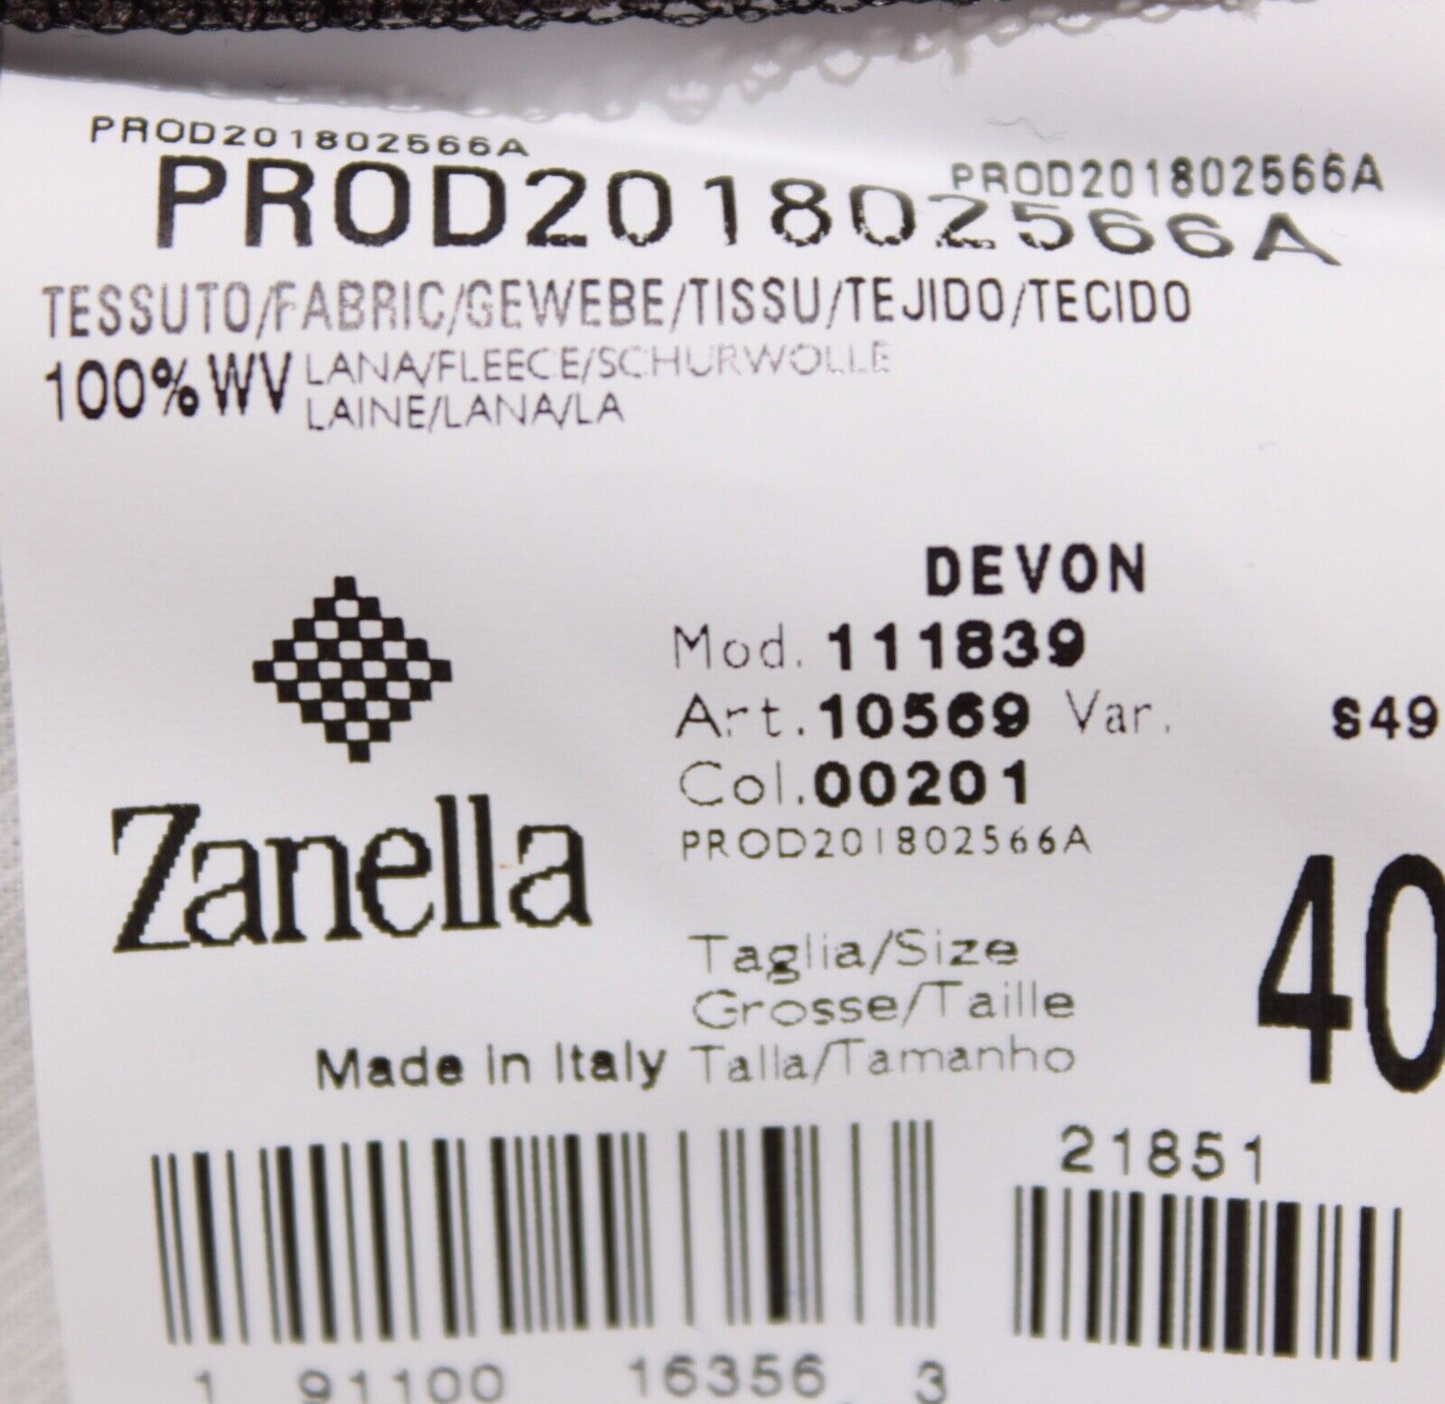 PROD201802566A
PROD201802566A
PROD201802566A
TESSUTO/FABRIC/GEWEBE/TISSU/TEJIDO/TECIDO
100% WV LANA/FLEECE/SCHURWOLLE
LAINE/LANA/LA
DEVON
Mod. 111839
Art. 10569 Var. S49
Col. 00201
PROD201802566A
Zanella
Taglia/Size
Grosse/Taille
Talla/Tamanho
40
Made in Italy
21851
1 91100 16356 3